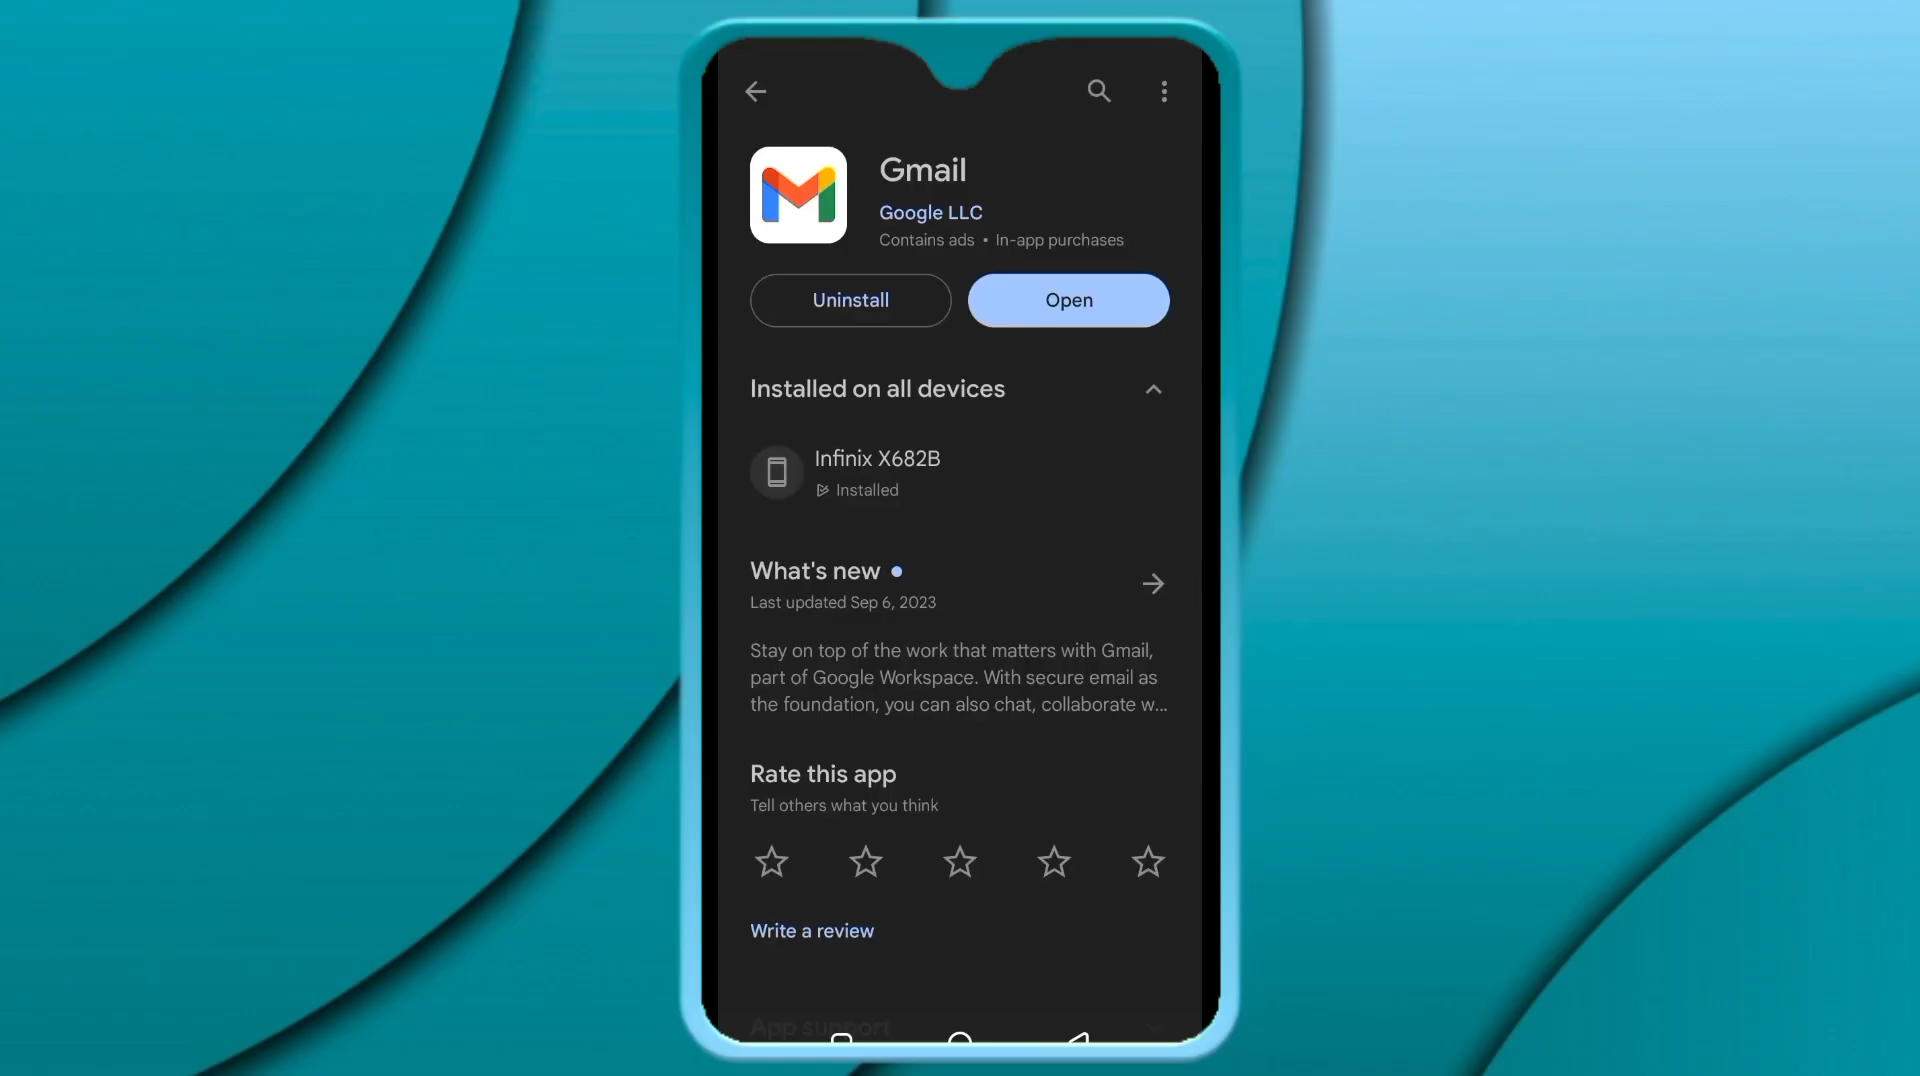 Gmail
Google LLC
Contains ads • In-app purchases
Uninstall
Open
Installed on all devices
Infinix X682B
Installed
What's new
Last updated Sep 6, 2023
Stay on top of the work that matters with Gmail,
part of Google Workspace. With secure email as
the foundation, you can also chat, collaborate w...
Rate this app
Tell others what you think
Write a review
App support